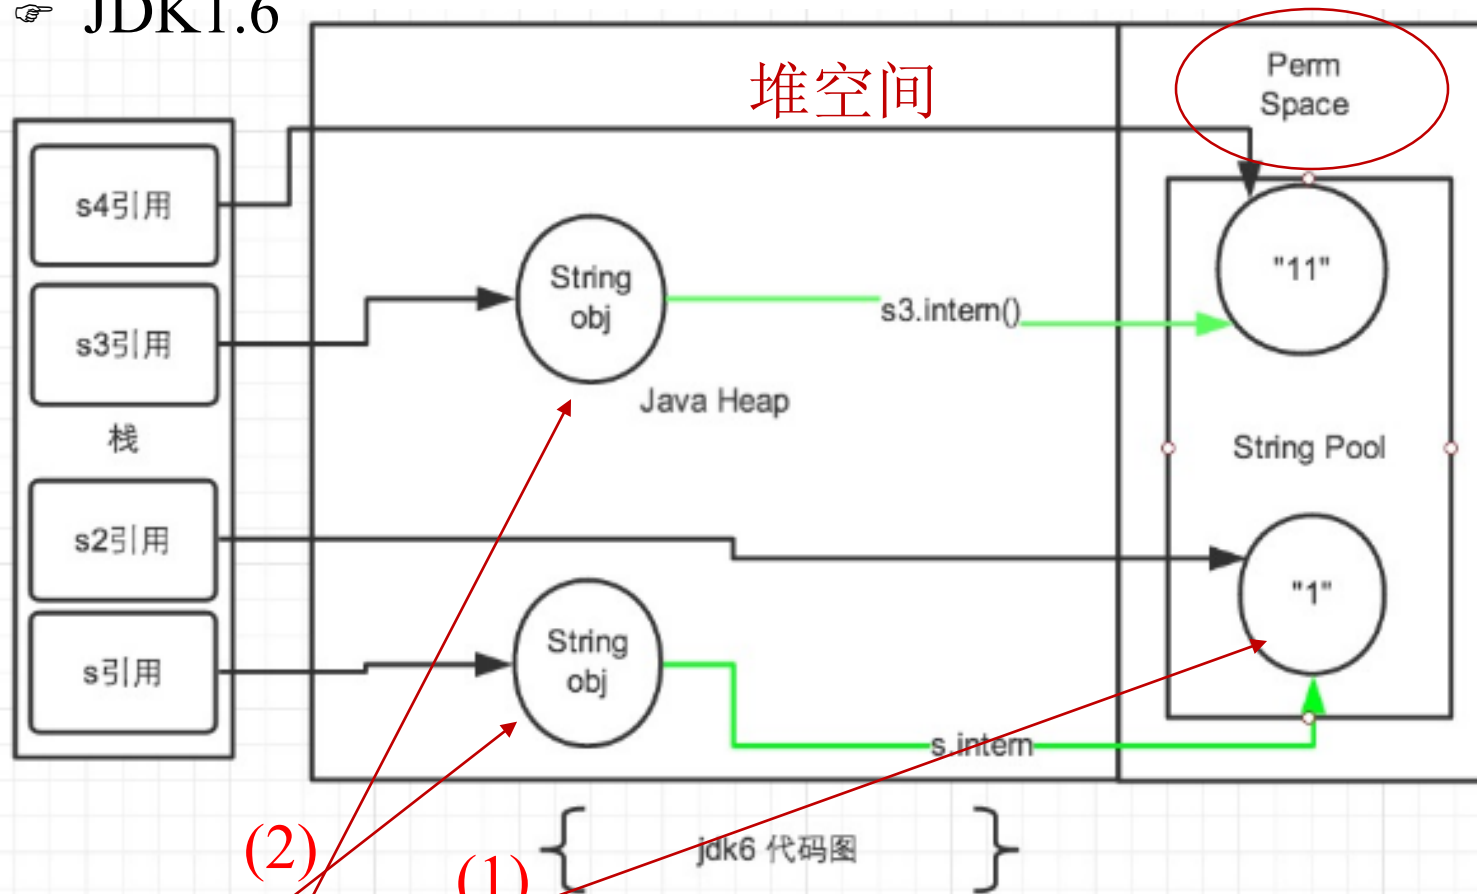 ☞ JDK1.6
堆空间
Perm
Space
s4引用
"11"
String
obj
s3.intern()
s3引用
Java Heap
栈
String Pool
s2引用
"1"
String
obj
s引用
s.intern
(2)
(1)
jdk6 代码图